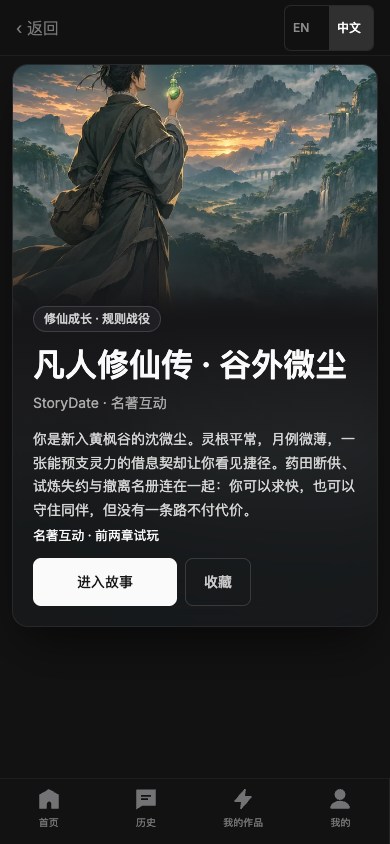 ‹ 返回
EN 中文
修仙成长 · 规则战役
凡人修仙传 · 谷外微尘
StoryDate · 名著互动
你是新入黄枫谷的沈微尘。灵根平常，月例微薄，一
张能预支灵力的借息契却让你看见捷径。药田断供、
试炼失约与撤离名册连在一起：你可以求快，也可以
守住同伴，但没有一条路不付代价。
名著互动 · 前两章试玩
进入故事 收藏
首页 历史 我的作品 我的